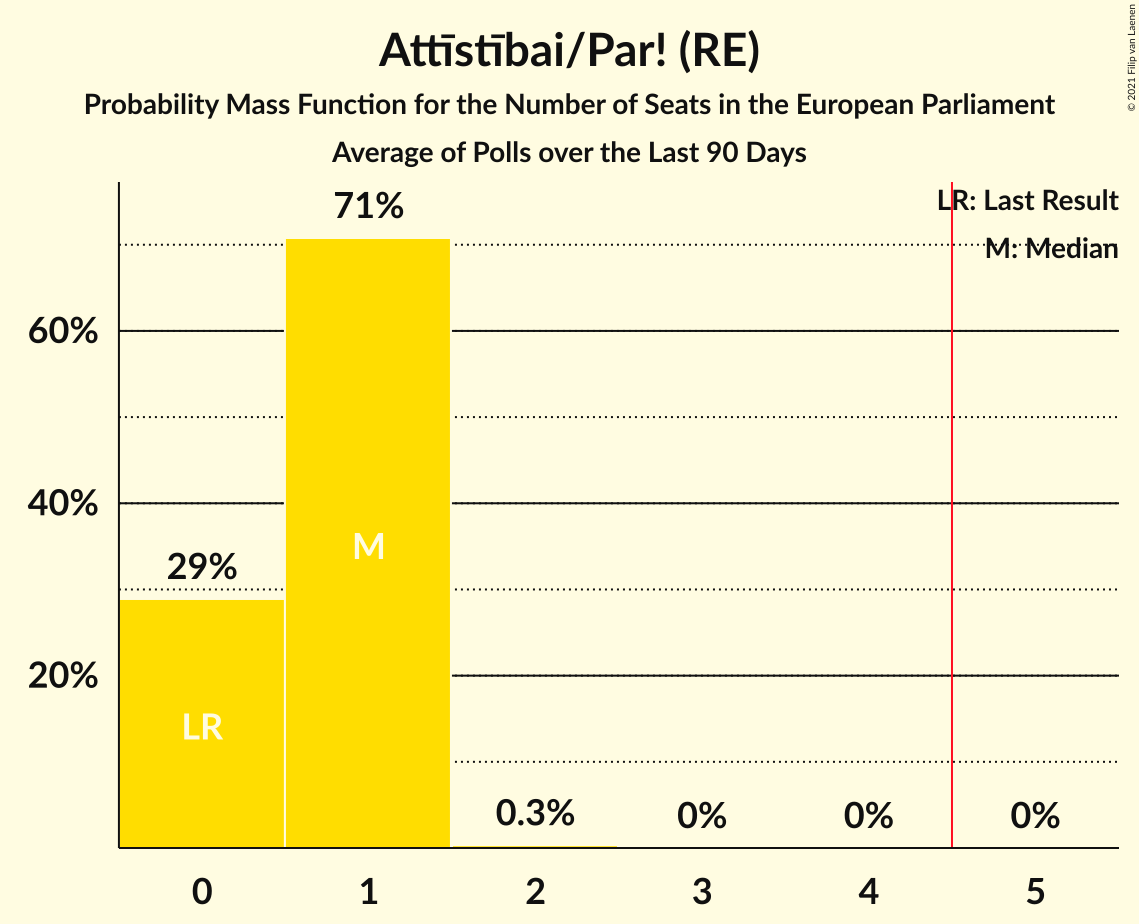 Attīstībai/Par! (RE)
Probability Mass Function for the Number of Seats in the European Parliament
Average of Polls over the Last 90 Days
© 2021 Filip van Laenen
LR: Last Result
M: Median
71%
60%
40%
20%
29%
M
LR
0.3%
0%
0%
0%
0
1
2
3
4
5